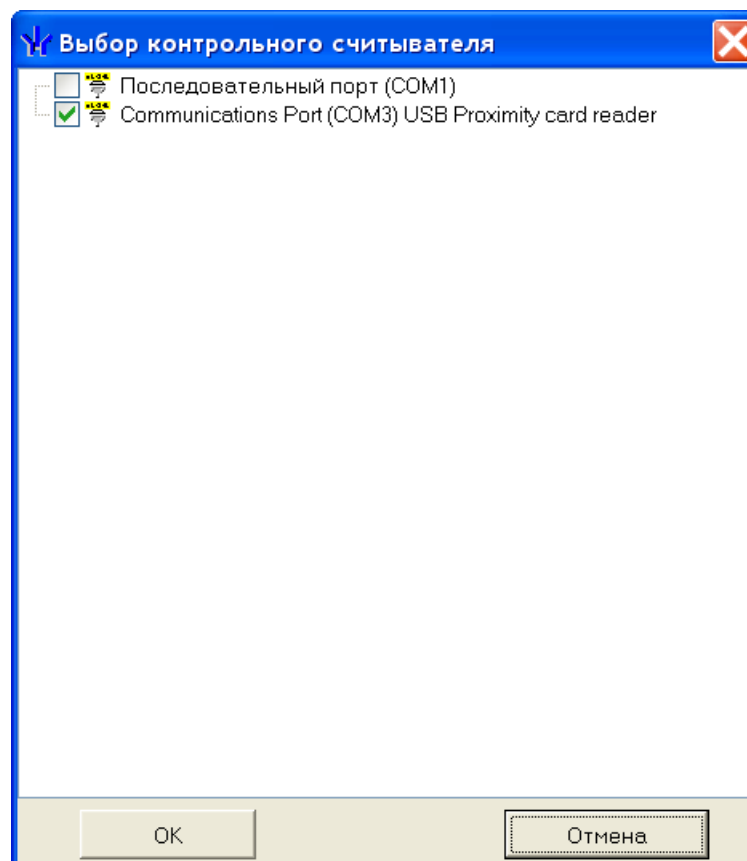 Выбор контрольного считывателя
Последовательный порт (COM1)
Communications Port (COM3) USB Proximity card reader
OK
Отмена